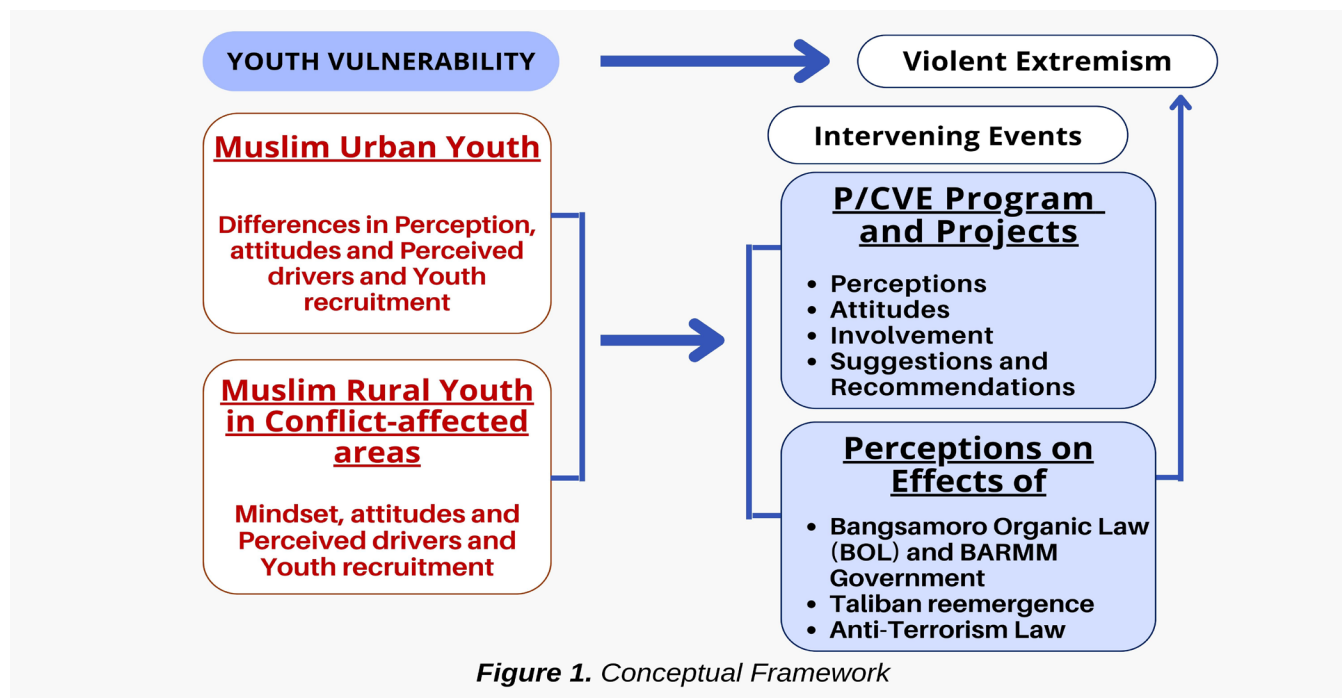 YOUTH VULNERABILITY
Violent Extremism
Muslim Urban Youth
Differences in Perception,
attitudes and Perceived
drivers and Youth
recruitment
Muslim Rural Youth
in Conflict-affected
areas
Mindset, attitudes and
Perceived drivers and
Youth recruitment
Intervening Events
P/CVE Program
and Projects
• Perceptions
• Attitudes
• Involvement
• Suggestions and
Recommendations
Perceptions on
Effects of
• Bangsamoro Organic Law
(BOL) and BARMM
Government
• Taliban reemergence
• Anti-Terrorism Law
Figure 1. Conceptual Framework